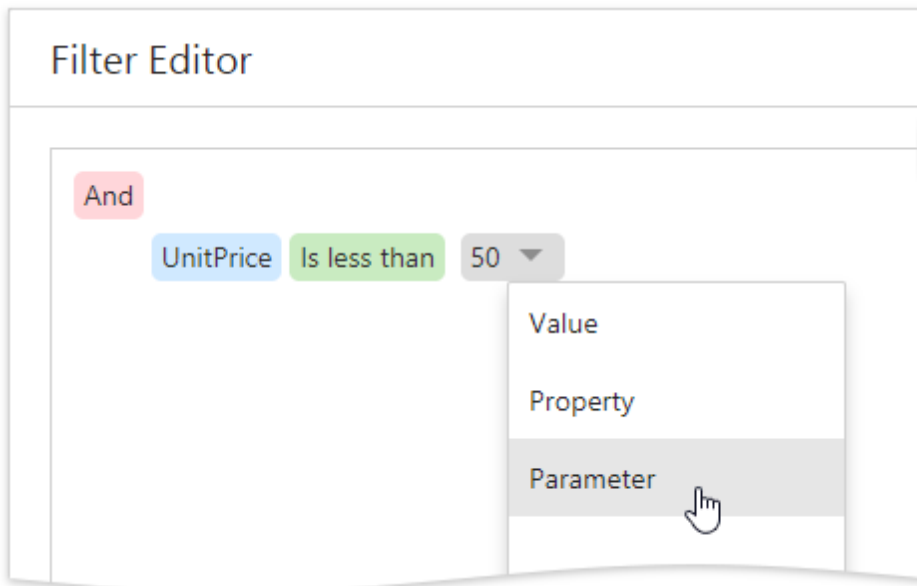 Filter Editor
And
UnitPrice Is less than 50
Value
Property
Parameter